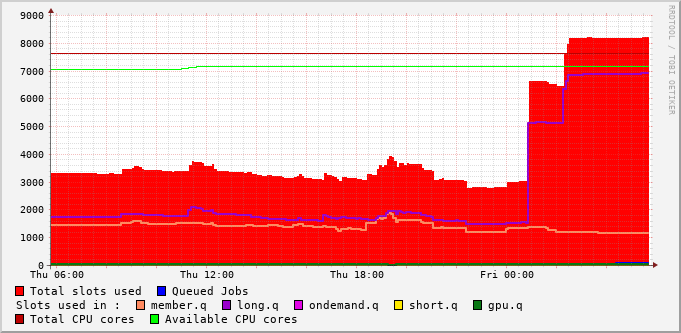 9000
8000
7000
6000
5000
4000
3000
2000
1000
0
Thu 06:00 Thu 12:00 Thu 18:00 Fri 00:00
RRDTOOL / TOBI OETIKER
Total slots used Queued Jobs
Slots used in : member.q long.q ondemand.q short.q gpu.q
Total CPU cores Available CPU cores